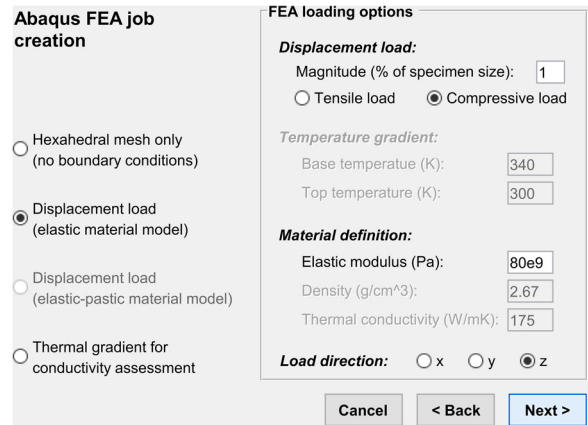 Abaqus FEA job
creation
Hexahedral mesh only
(no boundary conditions)
Displacement load
(elastic material model)
Displacement load
(elastic-pastic material model)
Thermal gradient for
conductivity assessment
FEA loading options
Displacement load:
Magnitude (% of specimen size): 1
Tensile load Compressive load
Temperature gradient:
Base temperatue (K): 340
Top temperature (K): 300
Material definition:
Elastic modulus (Pa): 80e9
Density (g/cm^3): 2.67
Thermal conductivity (W/mK): 175
Load direction: x y z
Cancel < Back Next >